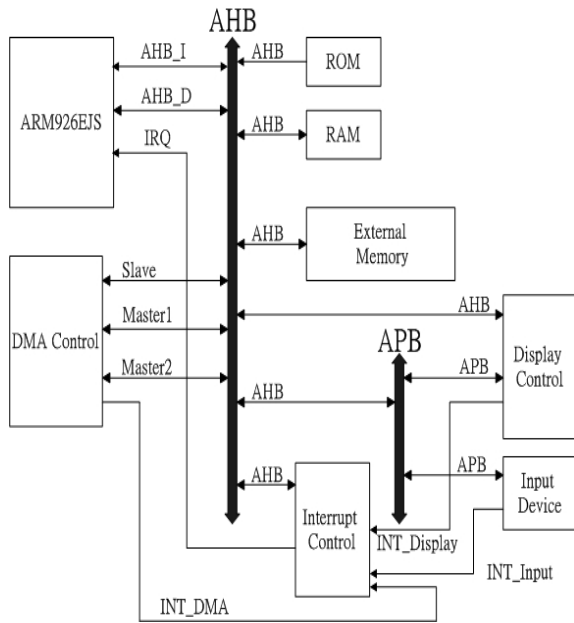 AHB
AHB_I
AHB
ROM
AHB_D
AHB
ARM926EJS
IRQ
RAM
AHB
External
Memory
Slave
DMA Control
Master1
AHB
APB
Display
Control
Master2
AHB
APB
AHB
APB
Input
Device
Interrupt
Control
INT_Display
INT_Input
INT_DMA